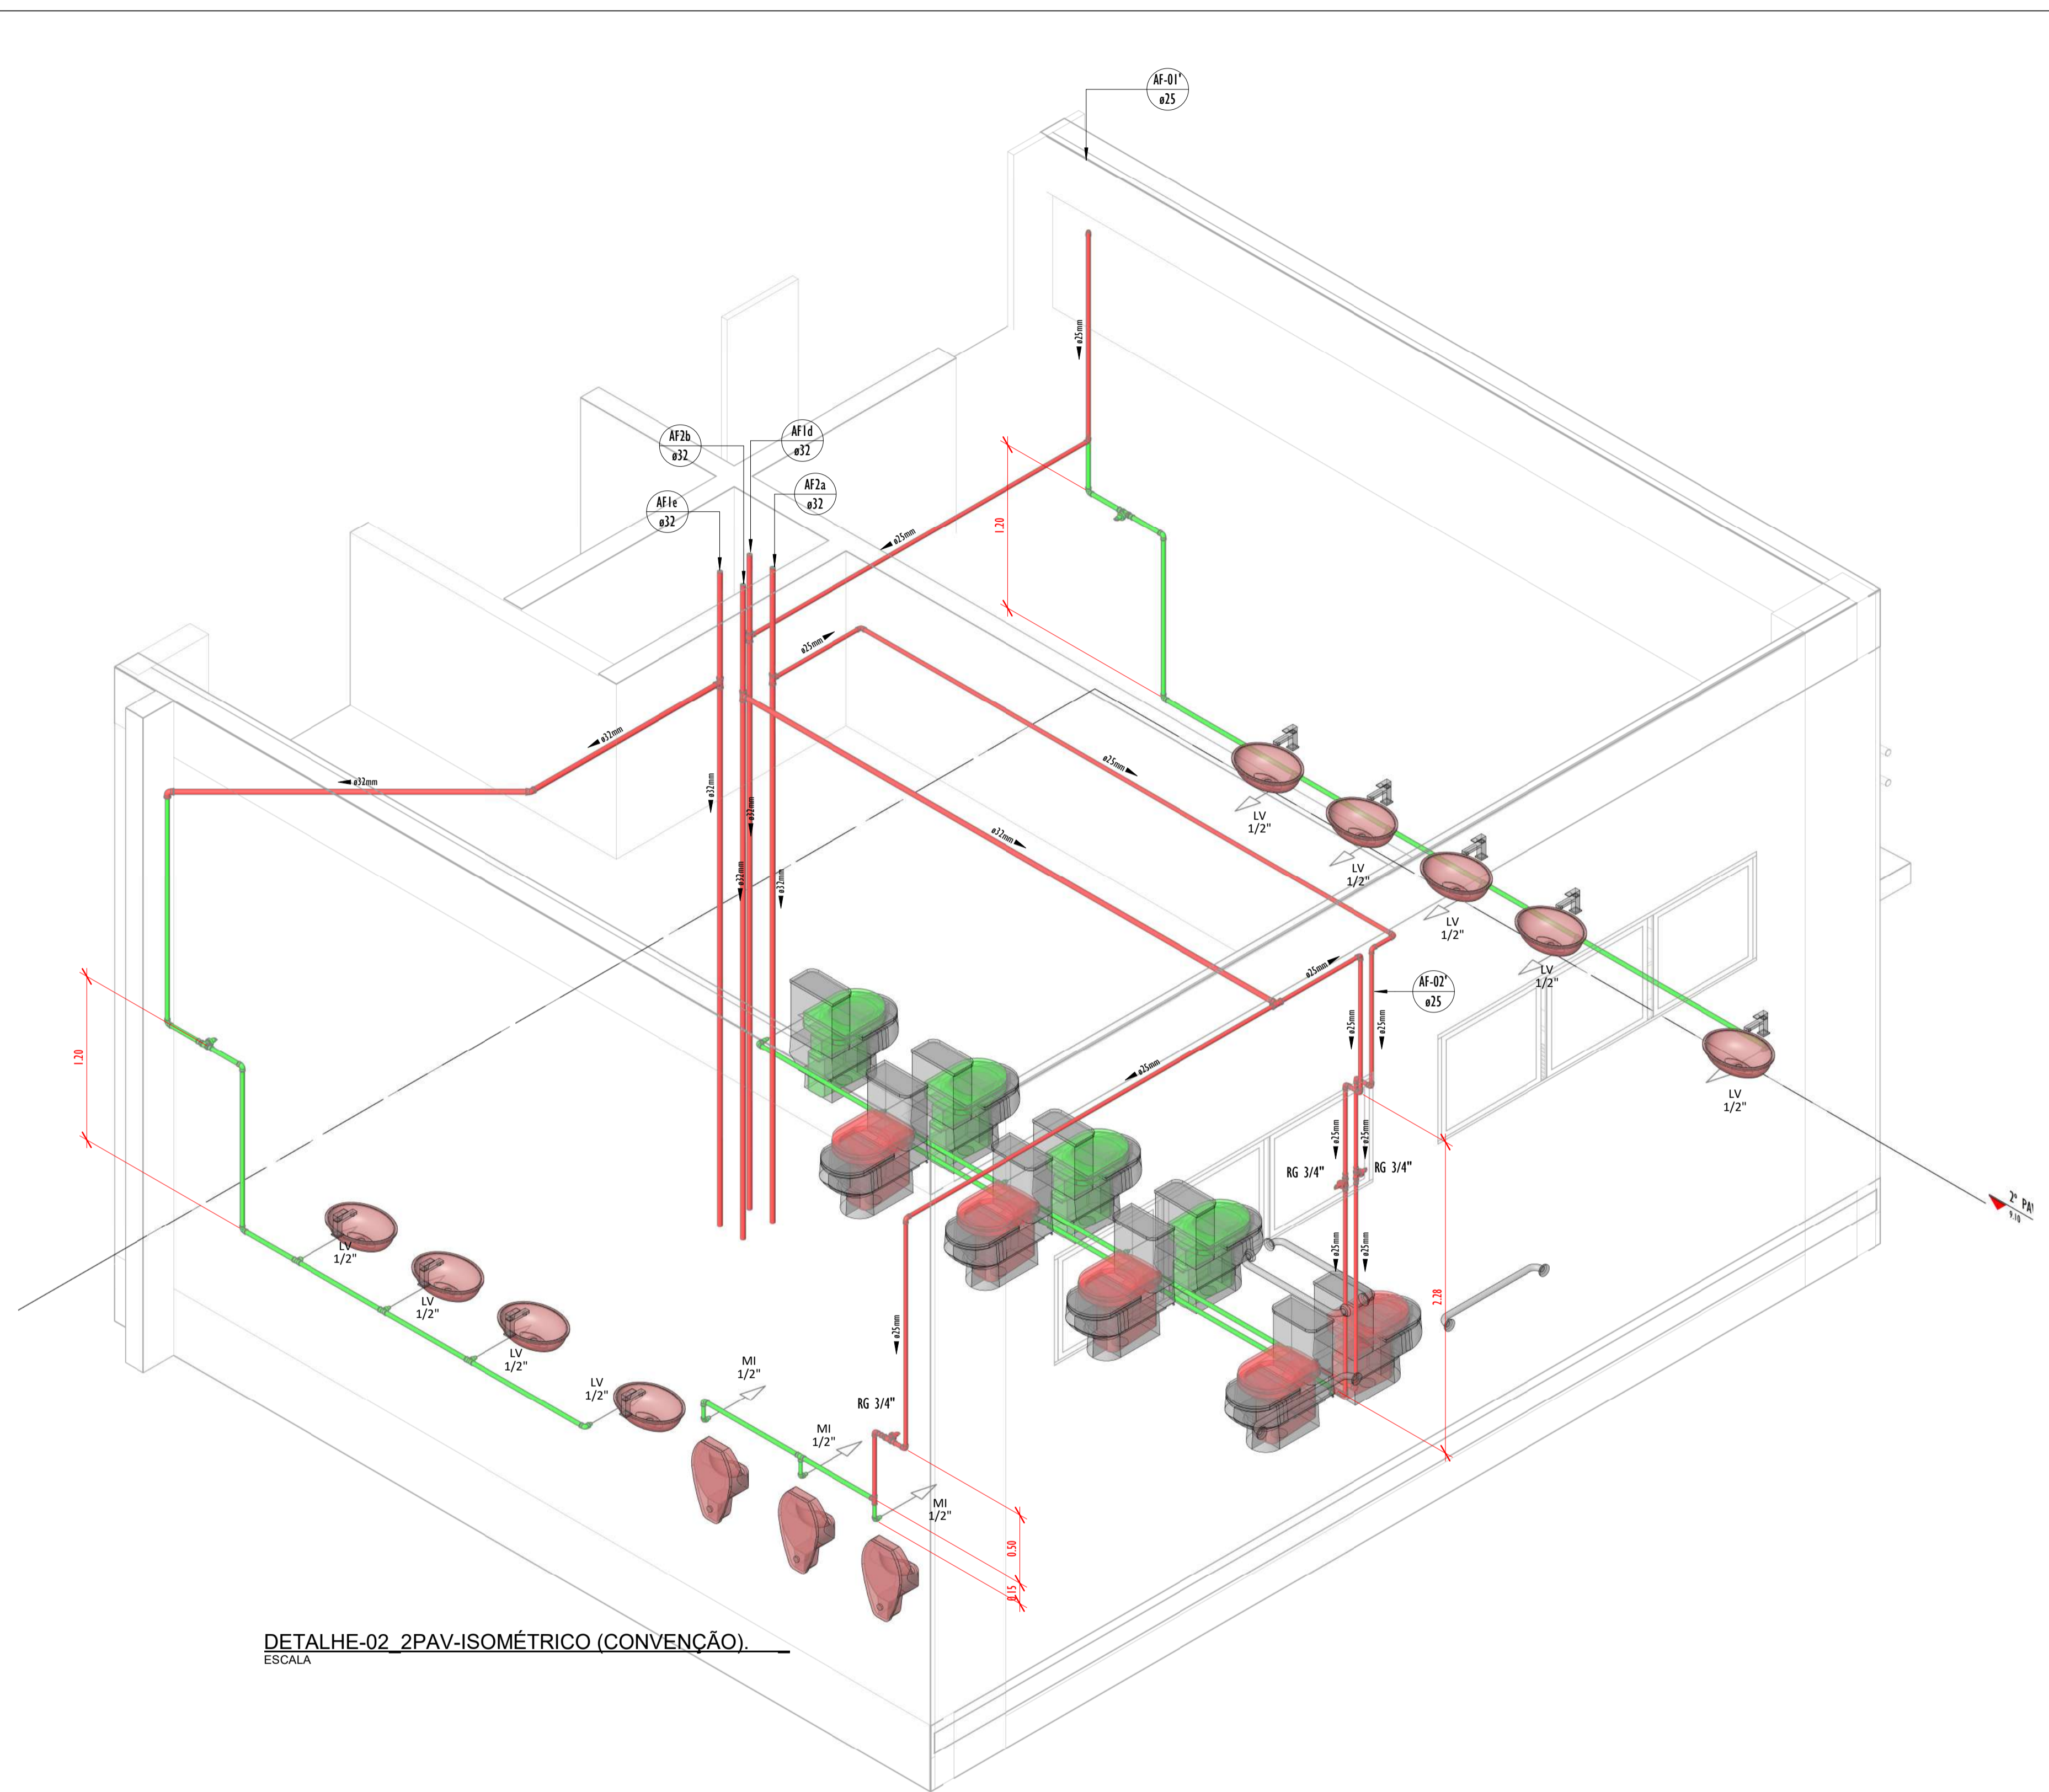 AF-01'
ø25
ø25mm
AF2b
ø32
AF1d
ø32
AF1e
ø32
AF2a
ø32
1.20
ø25mm
ø25mm
ø32mm
ø32mm
ø25mm
ø32mm
ø32mm
ø32mm
ø32mm
ø32mm
LV
1/2"
LV
1/2"
LV
1/2"
LV
1/2"
LV
1/2"
ø25mm
AF-02'
ø25
ø25mm
ø25mm
ø25mm
1.20
ø25mm
ø25mm
RG 3/4"
RG 3/4"
ø25mm
ø25mm
2.28
2° PAV
9.10
LV
1/2"
LV
1/2"
LV
1/2"
LV
1/2"
ø25mm
MI
1/2"
RG 3/4"
MI
1/2"
MI
1/2"
0.50
0.15
DETALHE-02_2PAV-ISOMÉTRICO (CONVENÇÃO).
ESCALA